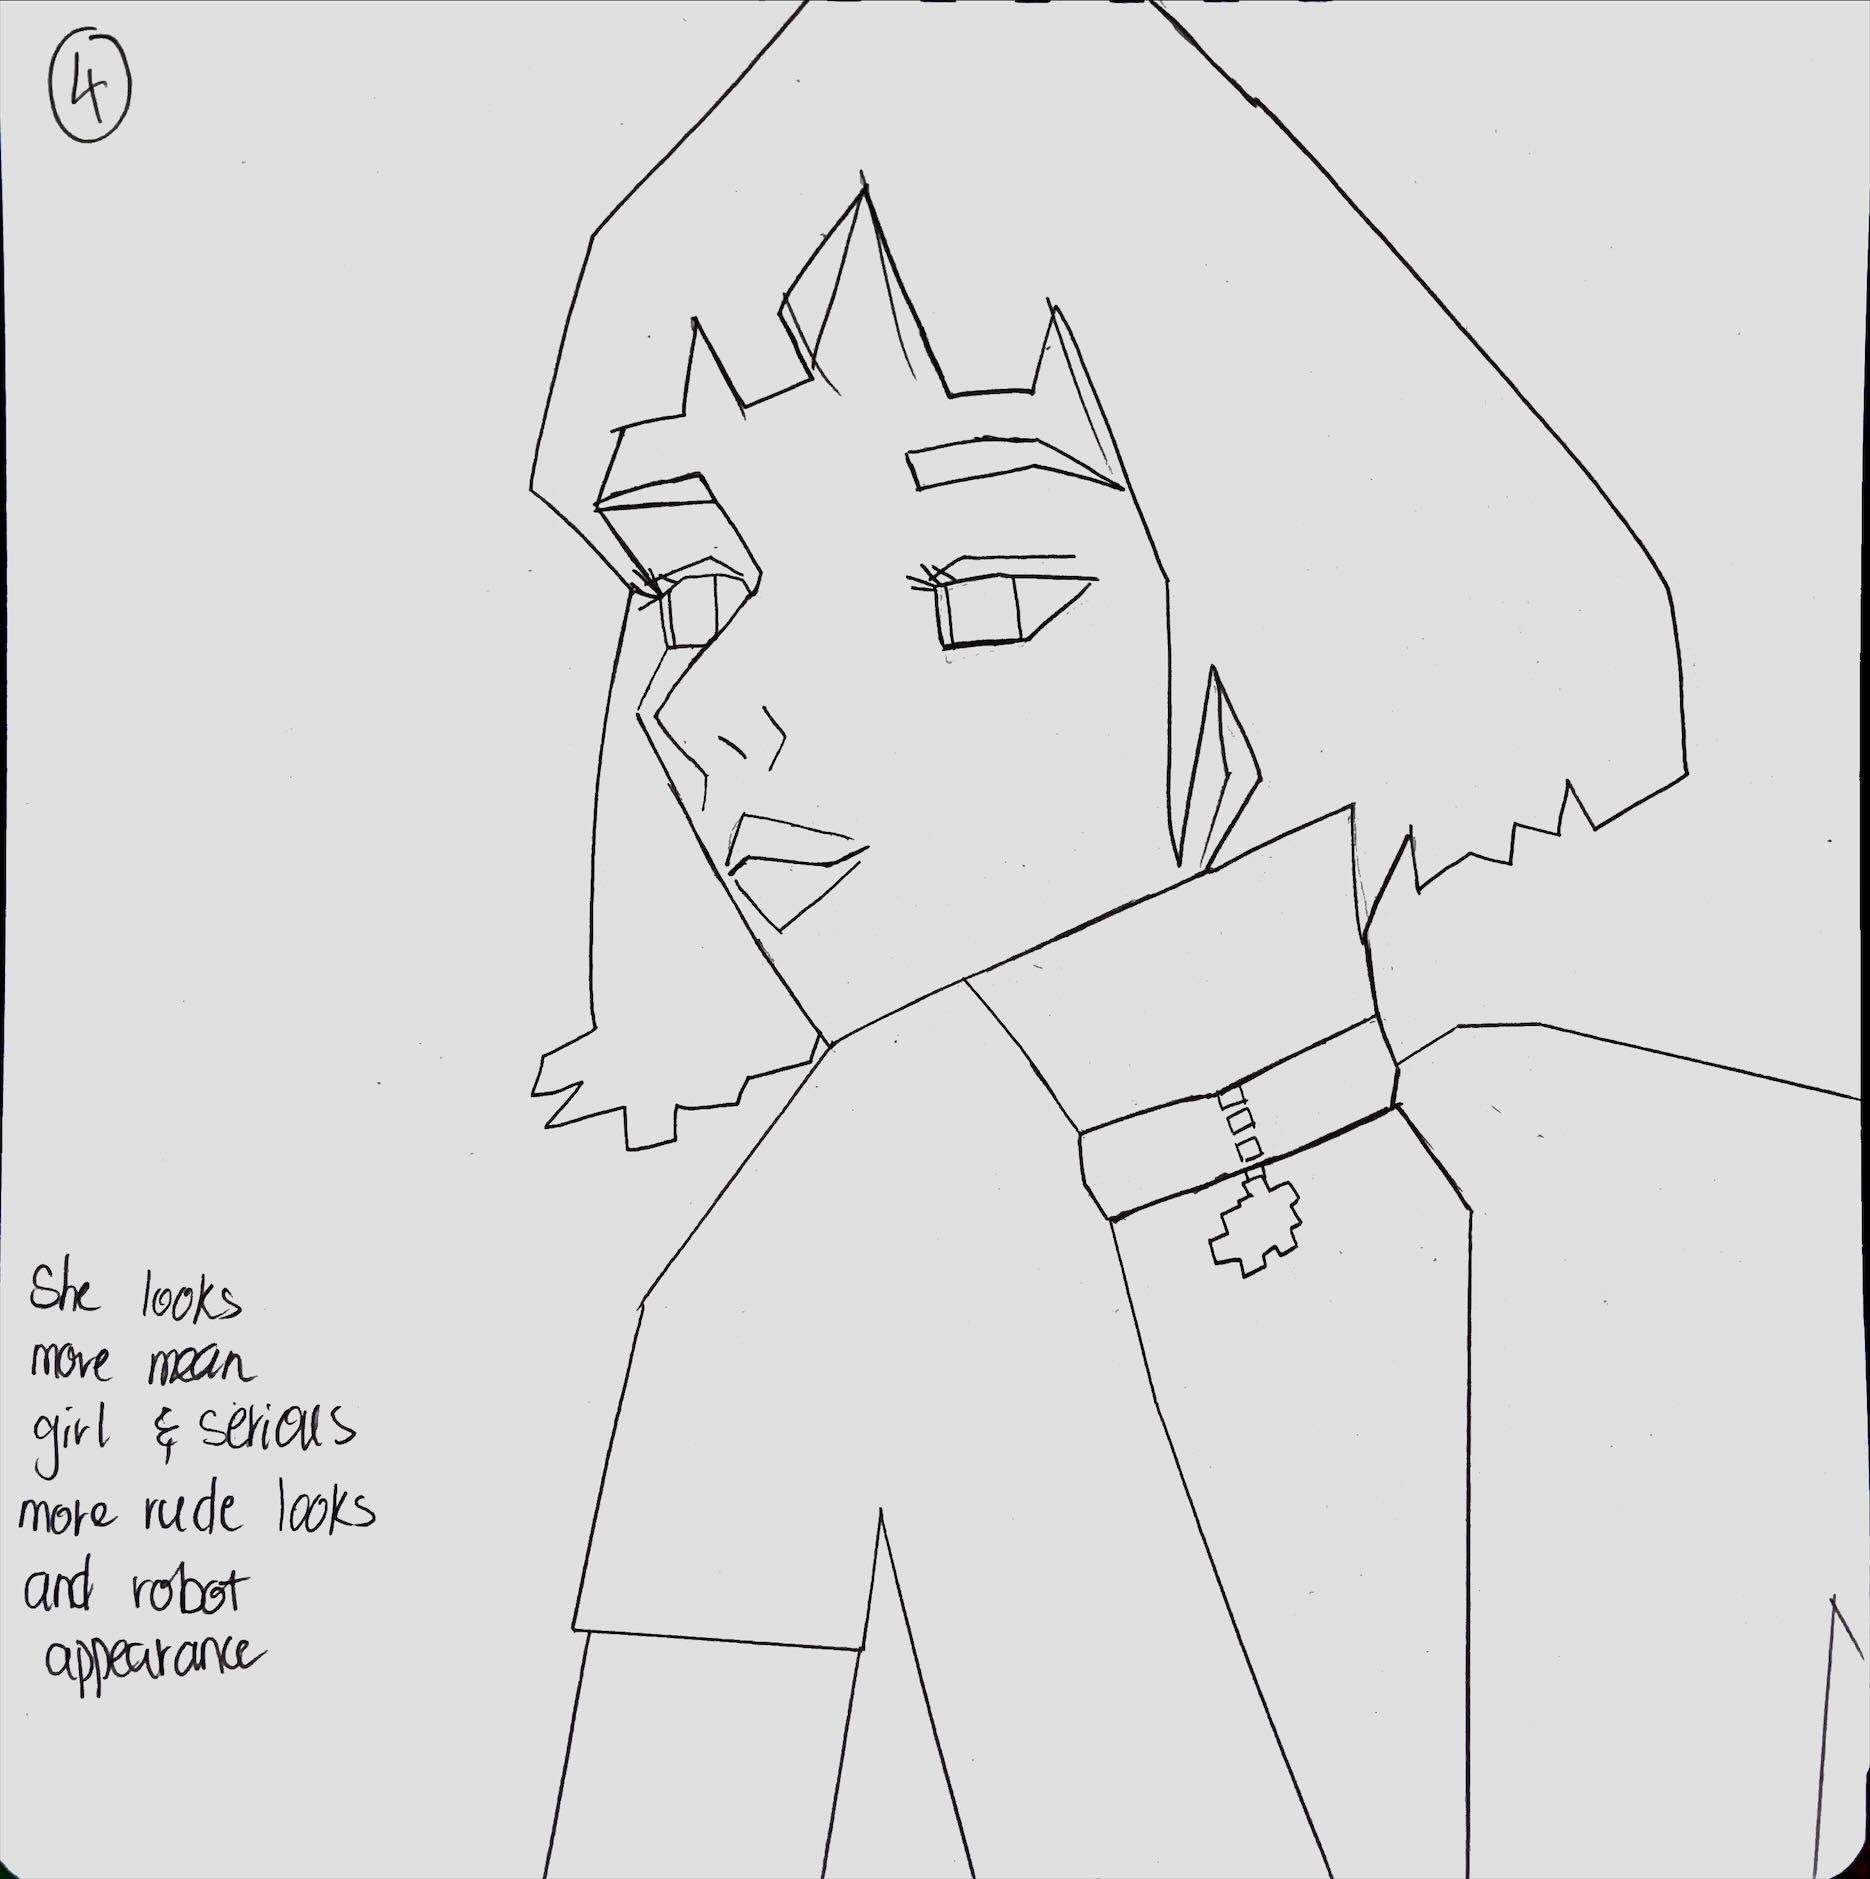 4
She looks
more mean
girl & serious
more rude looks
and robot
appearance